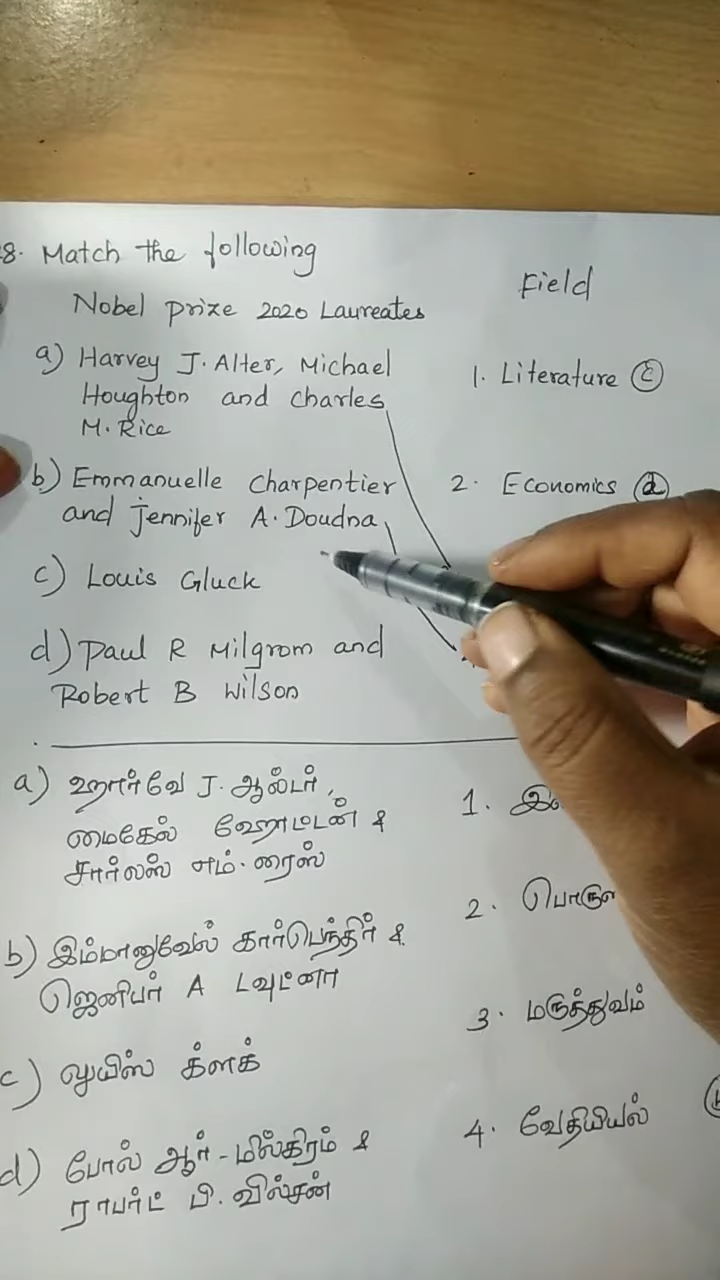 8. Match the following
Nobel prize 2020 Laureates
Field
a) Harvey J. Alter, Michael
Houghton and Charles
M. Rice
1. Literature c
b) Emmanuelle Charpentier
and Jennifer A. Doudna
2. Economics d
c) Louis Gluck
d) Paul R Milgrom and
Robert B Wilson
a) ஹார்வே J. ஆல்டர்,
மைகேல் ஹோடடன் &
சார்லஸ் எம். ரைஸ்
1.
2.
b) இம்மானுவேல் கார்பெந்திர் &
ஜெனிபர் A டவுட்னா
3. மருத்துவம்
c) லுயிஸ் க்ளக்
4. வேதியியல்
d) போல் ஆர் - மில்கிரம் &
ராபர்ட் பி. வில்சன்